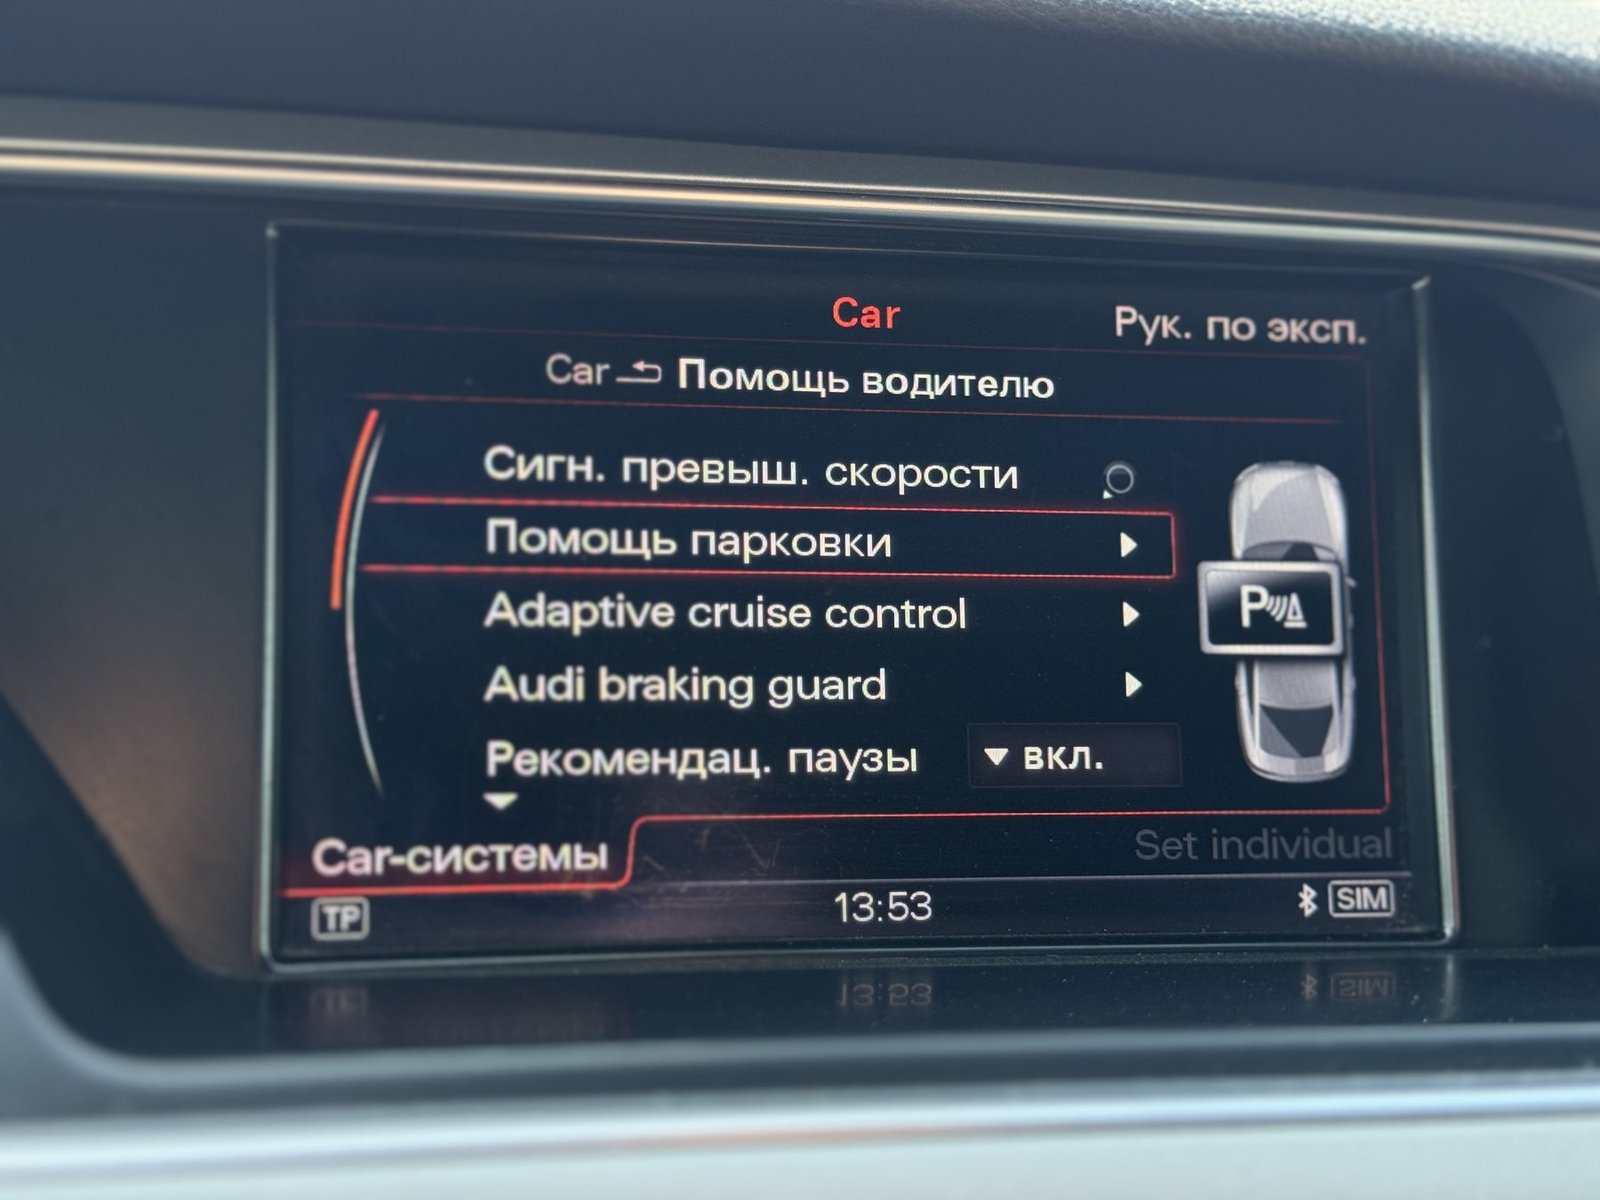 Car
Рук. по эксп.
Car Помощь водителю
Сигн. превыш. скорости
Помощь парковки
Adaptive cruise control
Audi braking guard
Рекомендац. паузы
вкл.
P
Car-системы
Set individual
TP
13:53
SIM